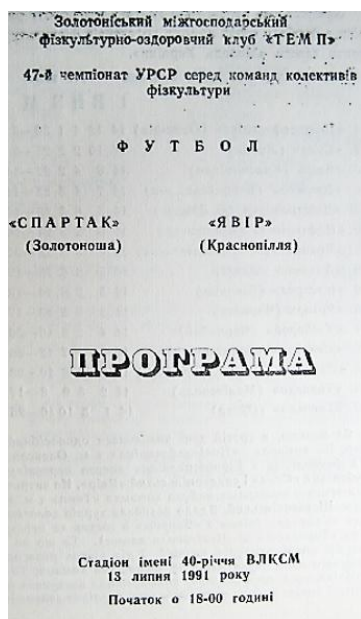 Золотоніський міжгосподарський
фізкультурно-оздоровчий клуб «ТЕМП»
47-й чемпіонат УРСР серед команд колективів
фізкультури
ФУТБОЛ
«СПАРТАК» «ЯВІР»
(Золотоноша) (Краснопілля)
ПРОГРАМА
Стадіон імені 40-річчя ВЛКСМ
13 липня 1991 року
Початок о 18-00 годині